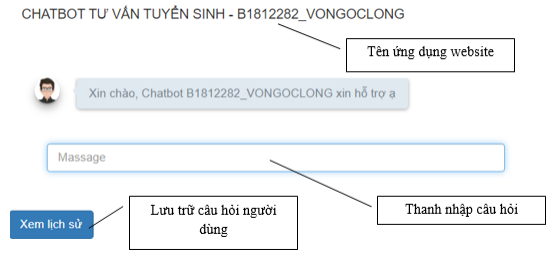 CHATBOT TƯ VẤN TUYỂN SINH - B1812282_VONGOCLONG
Tên ứng dụng website
Xin chào, Chatbot B1812282_VONGOCLONG xin hỗ trợ ạ
Massage
Xem lịch sử
Lưu trữ câu hỏi người
dùng
Thanh nhập câu hỏi